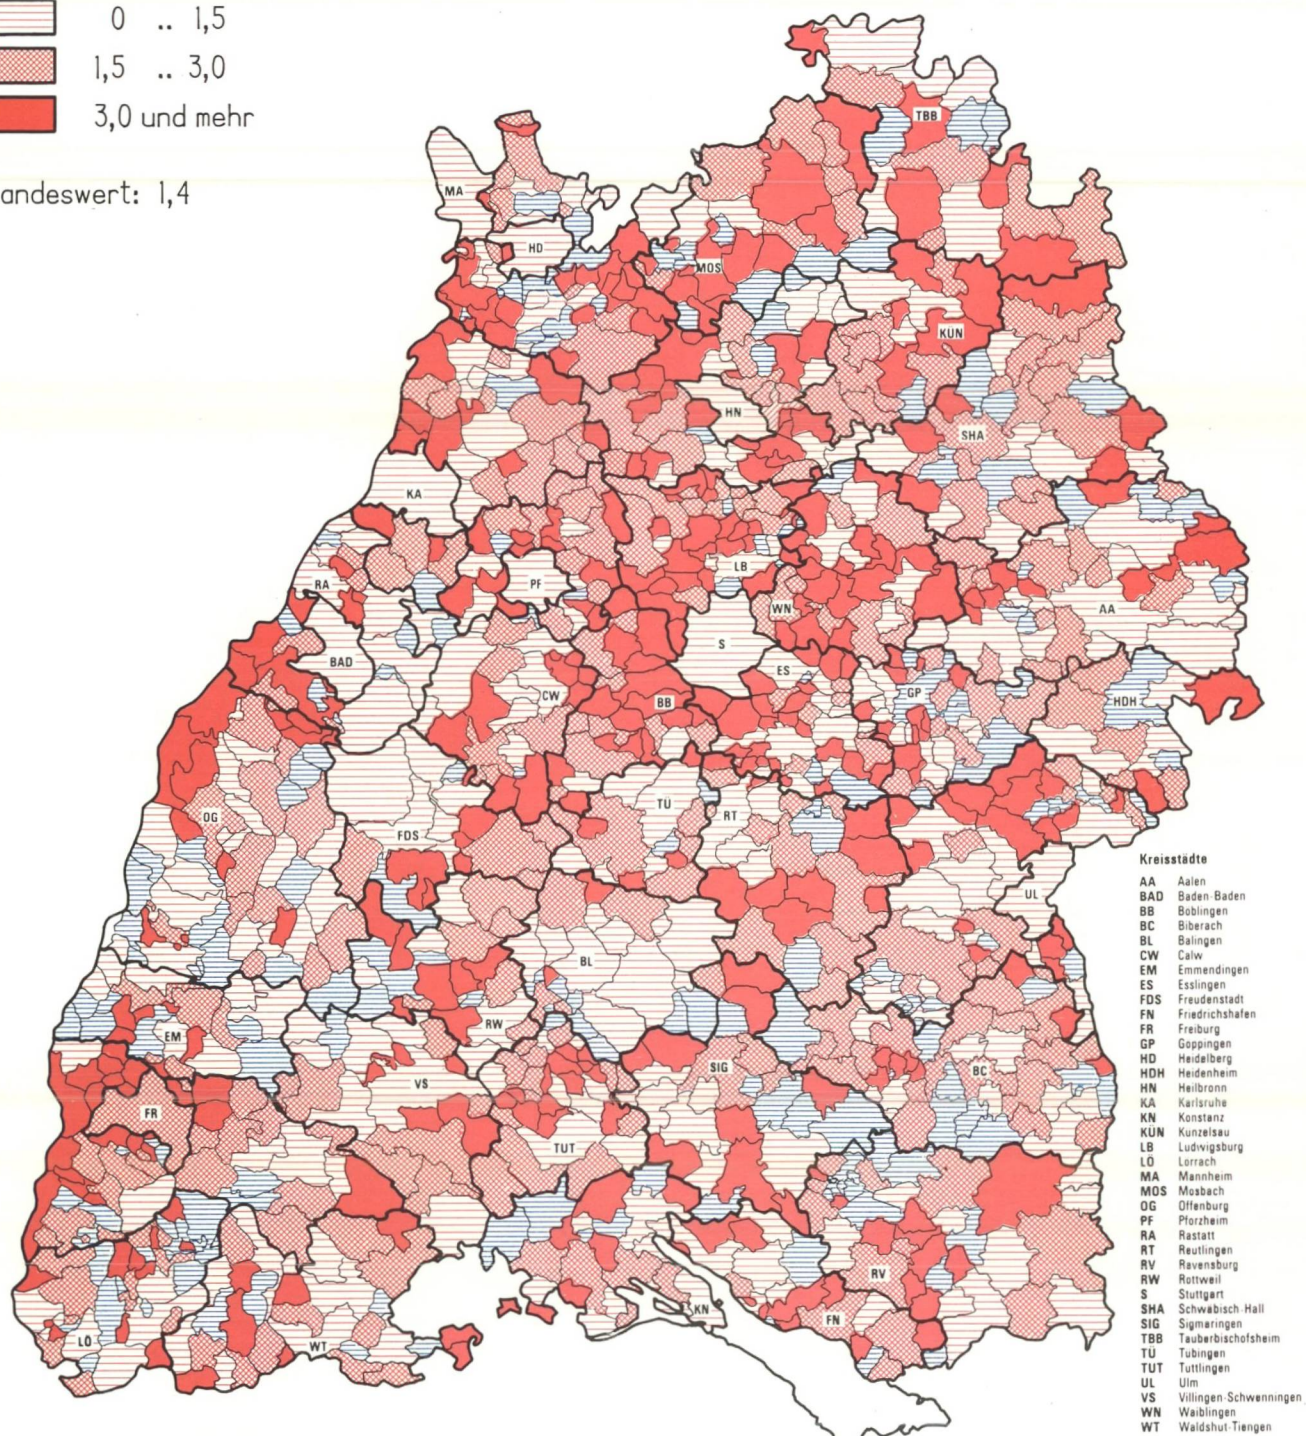 0 .. 1,5
1,5 .. 3,0
3,0 und mehr
andeswert: 1,4
TBB
MA
HD
MOS
KÜN
HN
SHA
KA
PF
LB
RA
WN
AA
S
BAD
ES
CW
BB
GP
HDH
OG
TÜ
RT
FDS
UL
BL
RW
EM
SIG
BC
VS
FR
TUT
RV
KN
FN
LÖ
WT
Kreisstädte
AA Aalen
BAD Baden-Baden
BB Böblingen
BC Biberach
BL Balingen
CW Calw
EM Emmendingen
ES Esslingen
FDS Freudenstadt
FN Friedrichshafen
FR Freiburg
GP Göppingen
HD Heidelberg
HDH Heidenheim
HN Heilbronn
KA Karlsruhe
KN Konstanz
KÜN Künzelsau
LB Ludwigsburg
LÖ Lörrach
MA Mannheim
MOS Mosbach
OG Offenburg
PF Pforzheim
RA Rastatt
RT Reutlingen
RV Ravensburg
RW Rottweil
S Stuttgart
SHA Schwäbisch-Hall
SIG Sigmaringen
TBB Tauberbischofsheim
TÜ Tübingen
TUT Tuttlingen
UL Ulm
VS Villingen-Schwenningen
WN Waiblingen
WT Waldshut-Tiengen